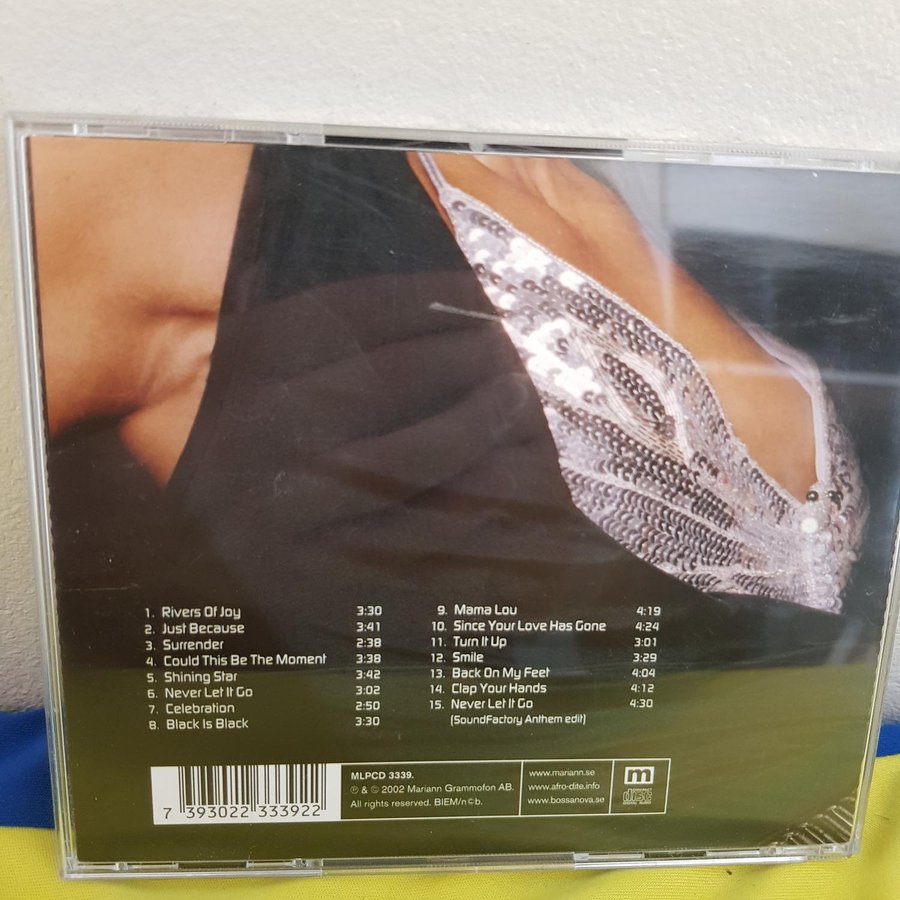 1. Rivers Of Joy 3:30
2. Just Because 3:41
3. Surrender 2:38
4. Could This Be The Moment 3:38
5. Shining Star 3:42
6. Never Let It Go 3:02
7. Celebration 2:50
8. Black Is Black 3:30
9. Mama Lou 4:19
10. Since Your Love Has Gone 4:24
11. Turn It Up 3:01
12. Smile 3:29
13. Back On My Feet 4:04
14. Clap Your Hands 4:12
15. Never Let It Go 4:30
(SoundFactory Anthem edit)
7 393022 333922
MLPCD 3339.
℗ & © 2002 Mariann Grammofon AB.
All rights reserved. BIEM/n©b.
www.mariann.se
www.afro-dite.info
www.bossanova.se
m
COMPACT
disc
DIGITAL AUDIO